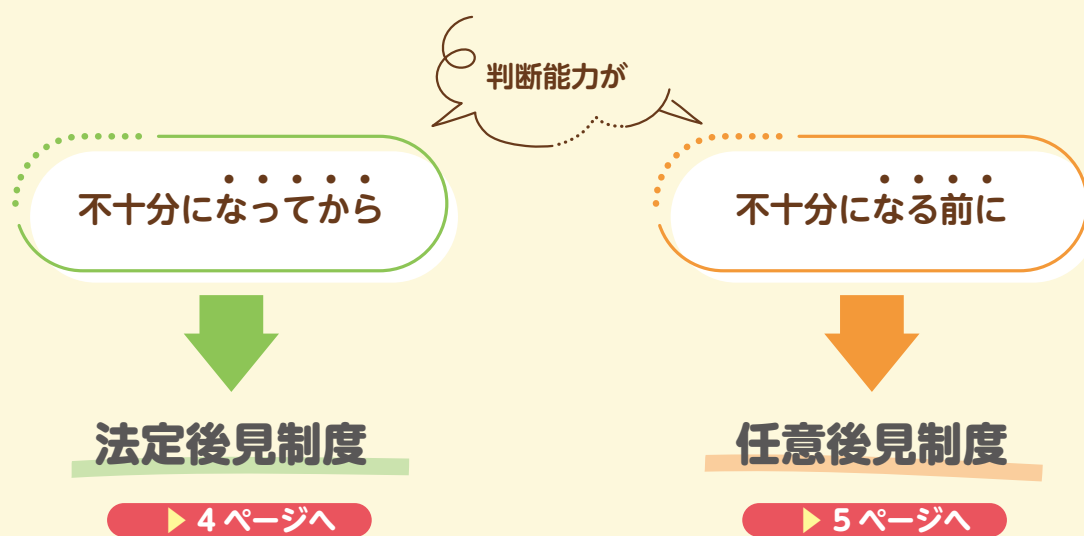 判断能力が
不十分になってから
不十分になる前に
法定後見制度
任意後見制度
▶ 4 ページへ
▶ 5 ページへ